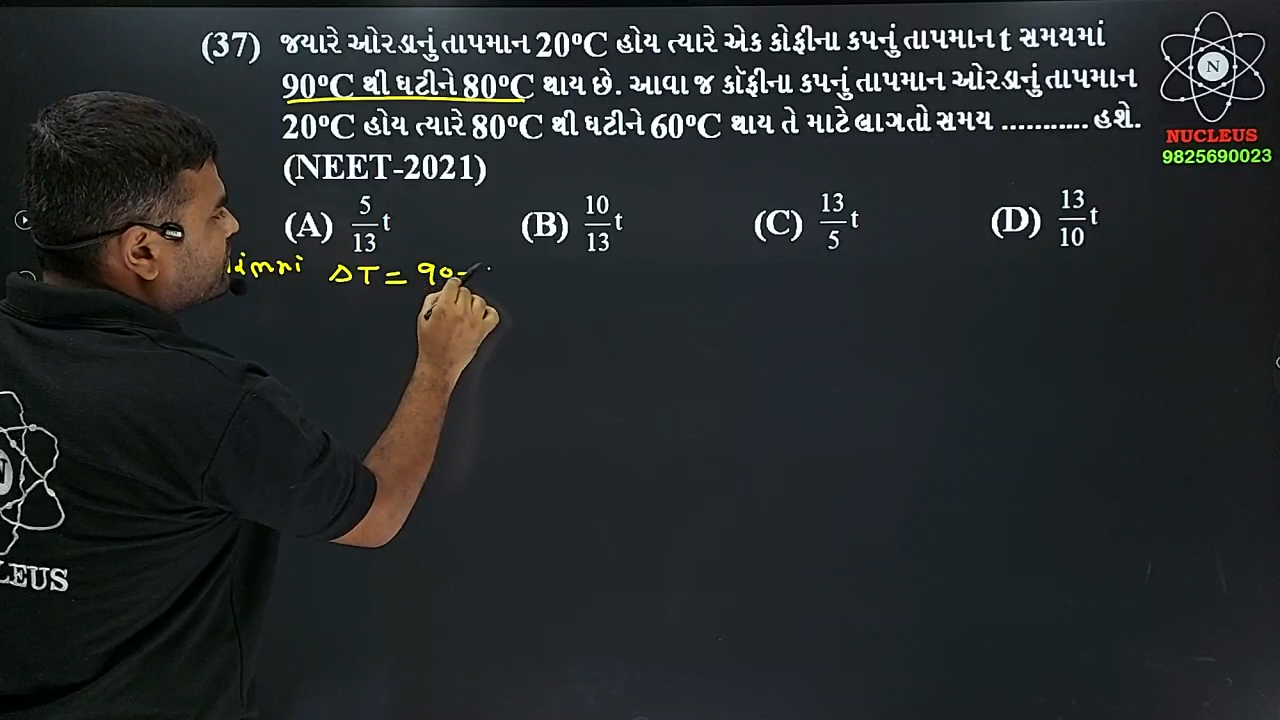 (37) જયારે ઓરડાનું તાપમાન 20°C હોય ત્યારે એક કોફીના કપનું તાપમાન t સમયમાં
90°C થી ઘટીને 80°C થાય છે. આવા જ કૉફીના કપનું તાપમાન ઓરડાનું તાપમાન
20°C હોય ત્યારે 80°C થી ઘટીને 60°C થાય તે માટે લાગતો સમય ........... હશે.
(NEET-2021)
(A) 5/13 t (B) 10/13 t (C) 13/5 t (D) 13/10 t
ΔT = 90-
N
NUCLEUS
9825690023
LEUS